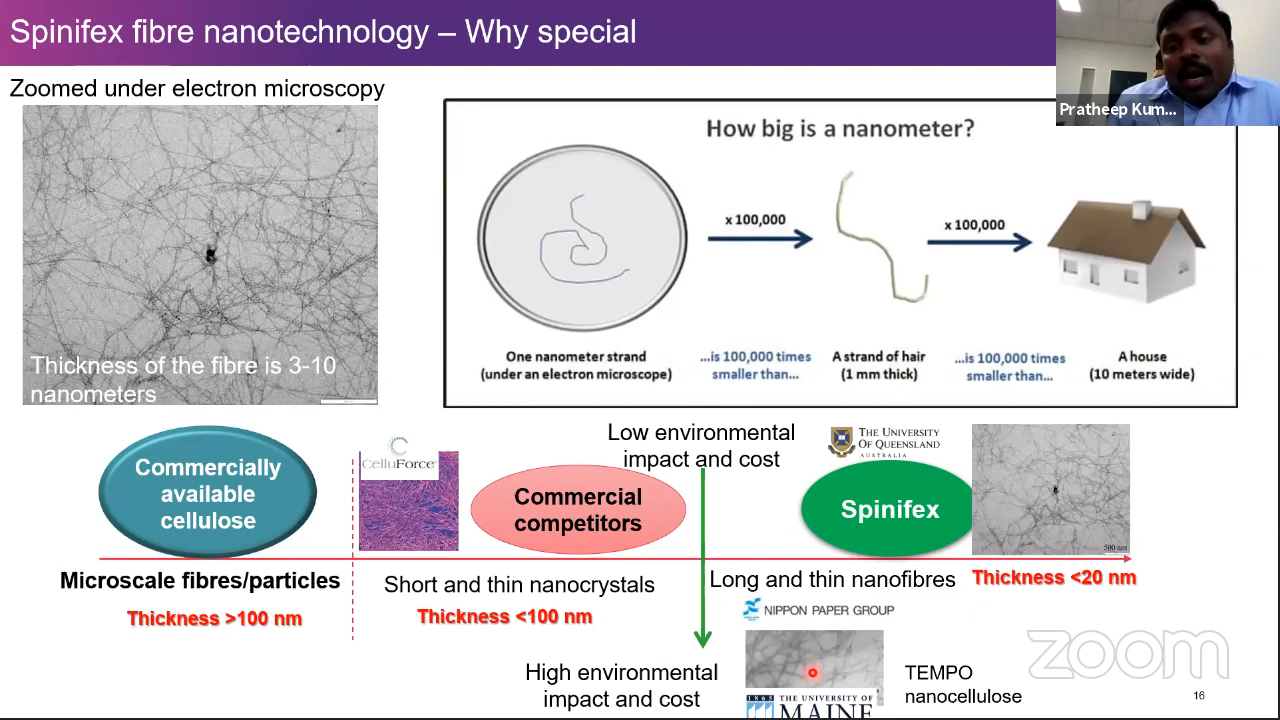 Spinifex fibre nanotechnology – Why special
Pratheep Kum...
Zoomed under electron microscopy
Thickness of the fibre is 3-10
nanometers
How big is a nanometer?
x 100,000
x 100,000
One nanometer strand
(under an electron microscope)
...is 100,000 times
smaller than...
A strand of hair
(1 mm thick)
...is 100,000 times
smaller than...
A house
(10 meters wide)
Commercially
available
cellulose
CelluForce
Commercial
competitors
Low environmental
impact and cost
THE UNIVERSITY
OF QUEENSLAND
AUSTRALIA
Spinifex
500 nm
Microscale fibres/particles
Thickness >100 nm
Short and thin nanocrystals
Thickness <100 nm
Long and thin nanofibres
Thickness <20 nm
NIPPON PAPER GROUP
High environmental
impact and cost
1865 THE UNIVERSITY OF
MAINE
TEMPO
nanocellulose
zoom
16